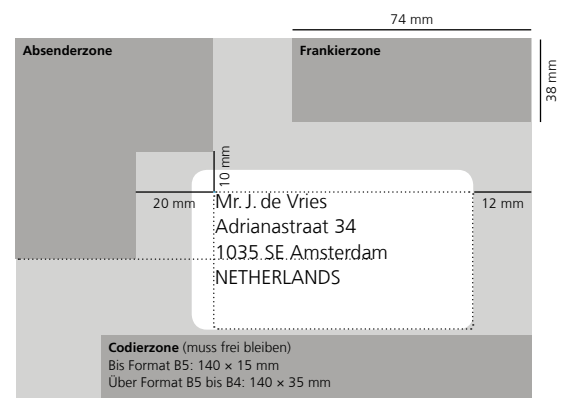 74 mm
Absenderzone
Frankierzone
38 mm
10 mm
20 mm
12 mm
Mr. J. de Vries
Adrianastraat 34
1035 SE Amsterdam
NETHERLANDS
Codierzone (muss frei bleiben)
Bis Format B5: 140 × 15 mm
Über Format B5 bis B4: 140 × 35 mm